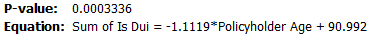 P-value: 0.0003336
Equation: Sum of Is Dui = -1.1119*Policyholder Age + 90.992